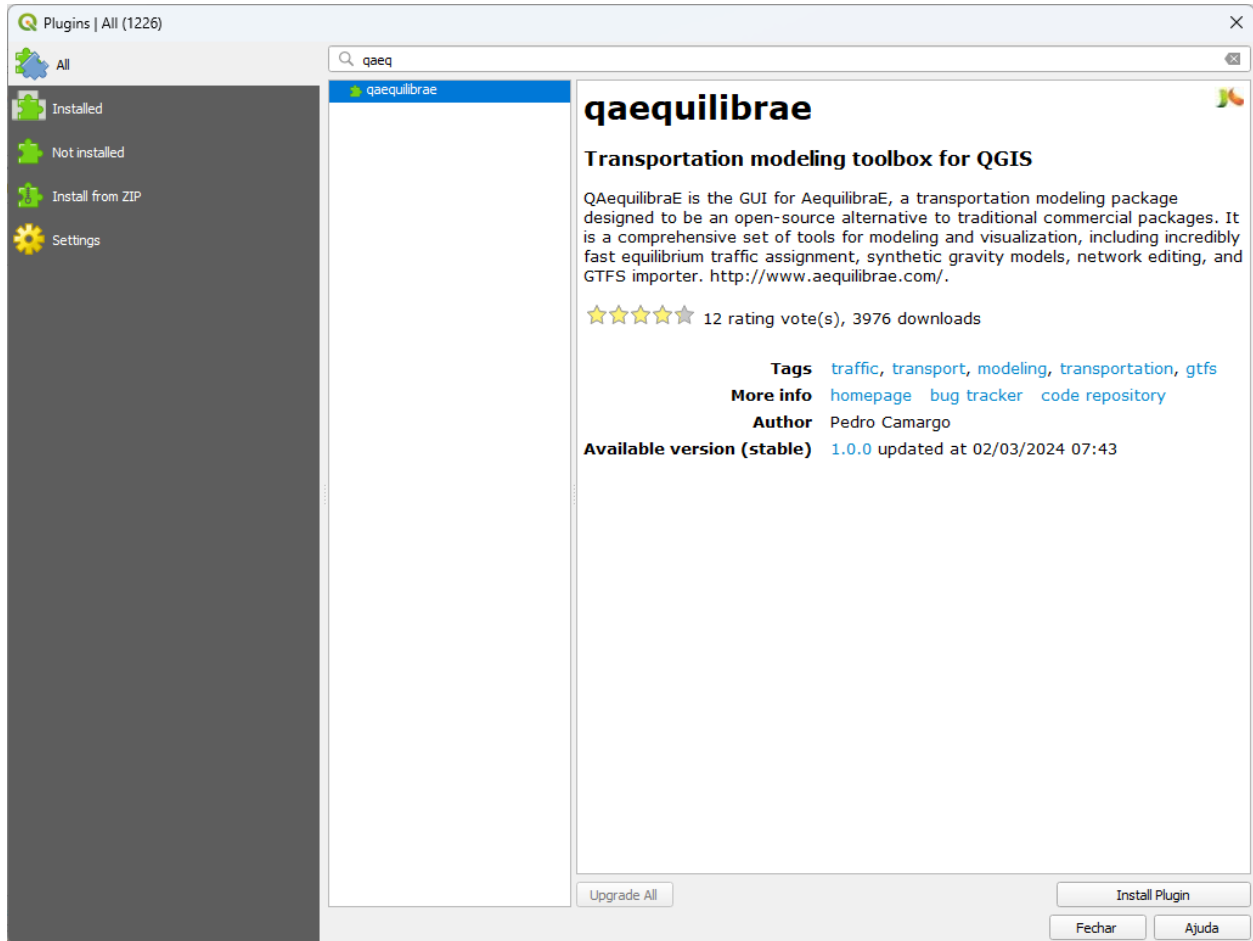 Plugins | All (1226)
All
Installed
Not installed
Install from ZIP
Settings
qaeq
qaequilibrae
qaequilibrae
Transportation modeling toolbox for QGIS
QAequilibraE is the GUI for AequilibraE, a transportation modeling package
designed to be an open-source alternative to traditional commercial packages. It
is a comprehensive set of tools for modeling and visualization, including incredibly
fast equilibrium traffic assignment, synthetic gravity models, network editing, and
GTFS importer. http://www.aequilibrae.com/.
12 rating vote(s), 3976 downloads
Tags traffic, transport, modeling, transportation, gtfs
More info homepage bug tracker code repository
Author Pedro Camargo
Available version (stable) 1.0.0 updated at 02/03/2024 07:43
Upgrade All
Install Plugin
Fechar
Ajuda